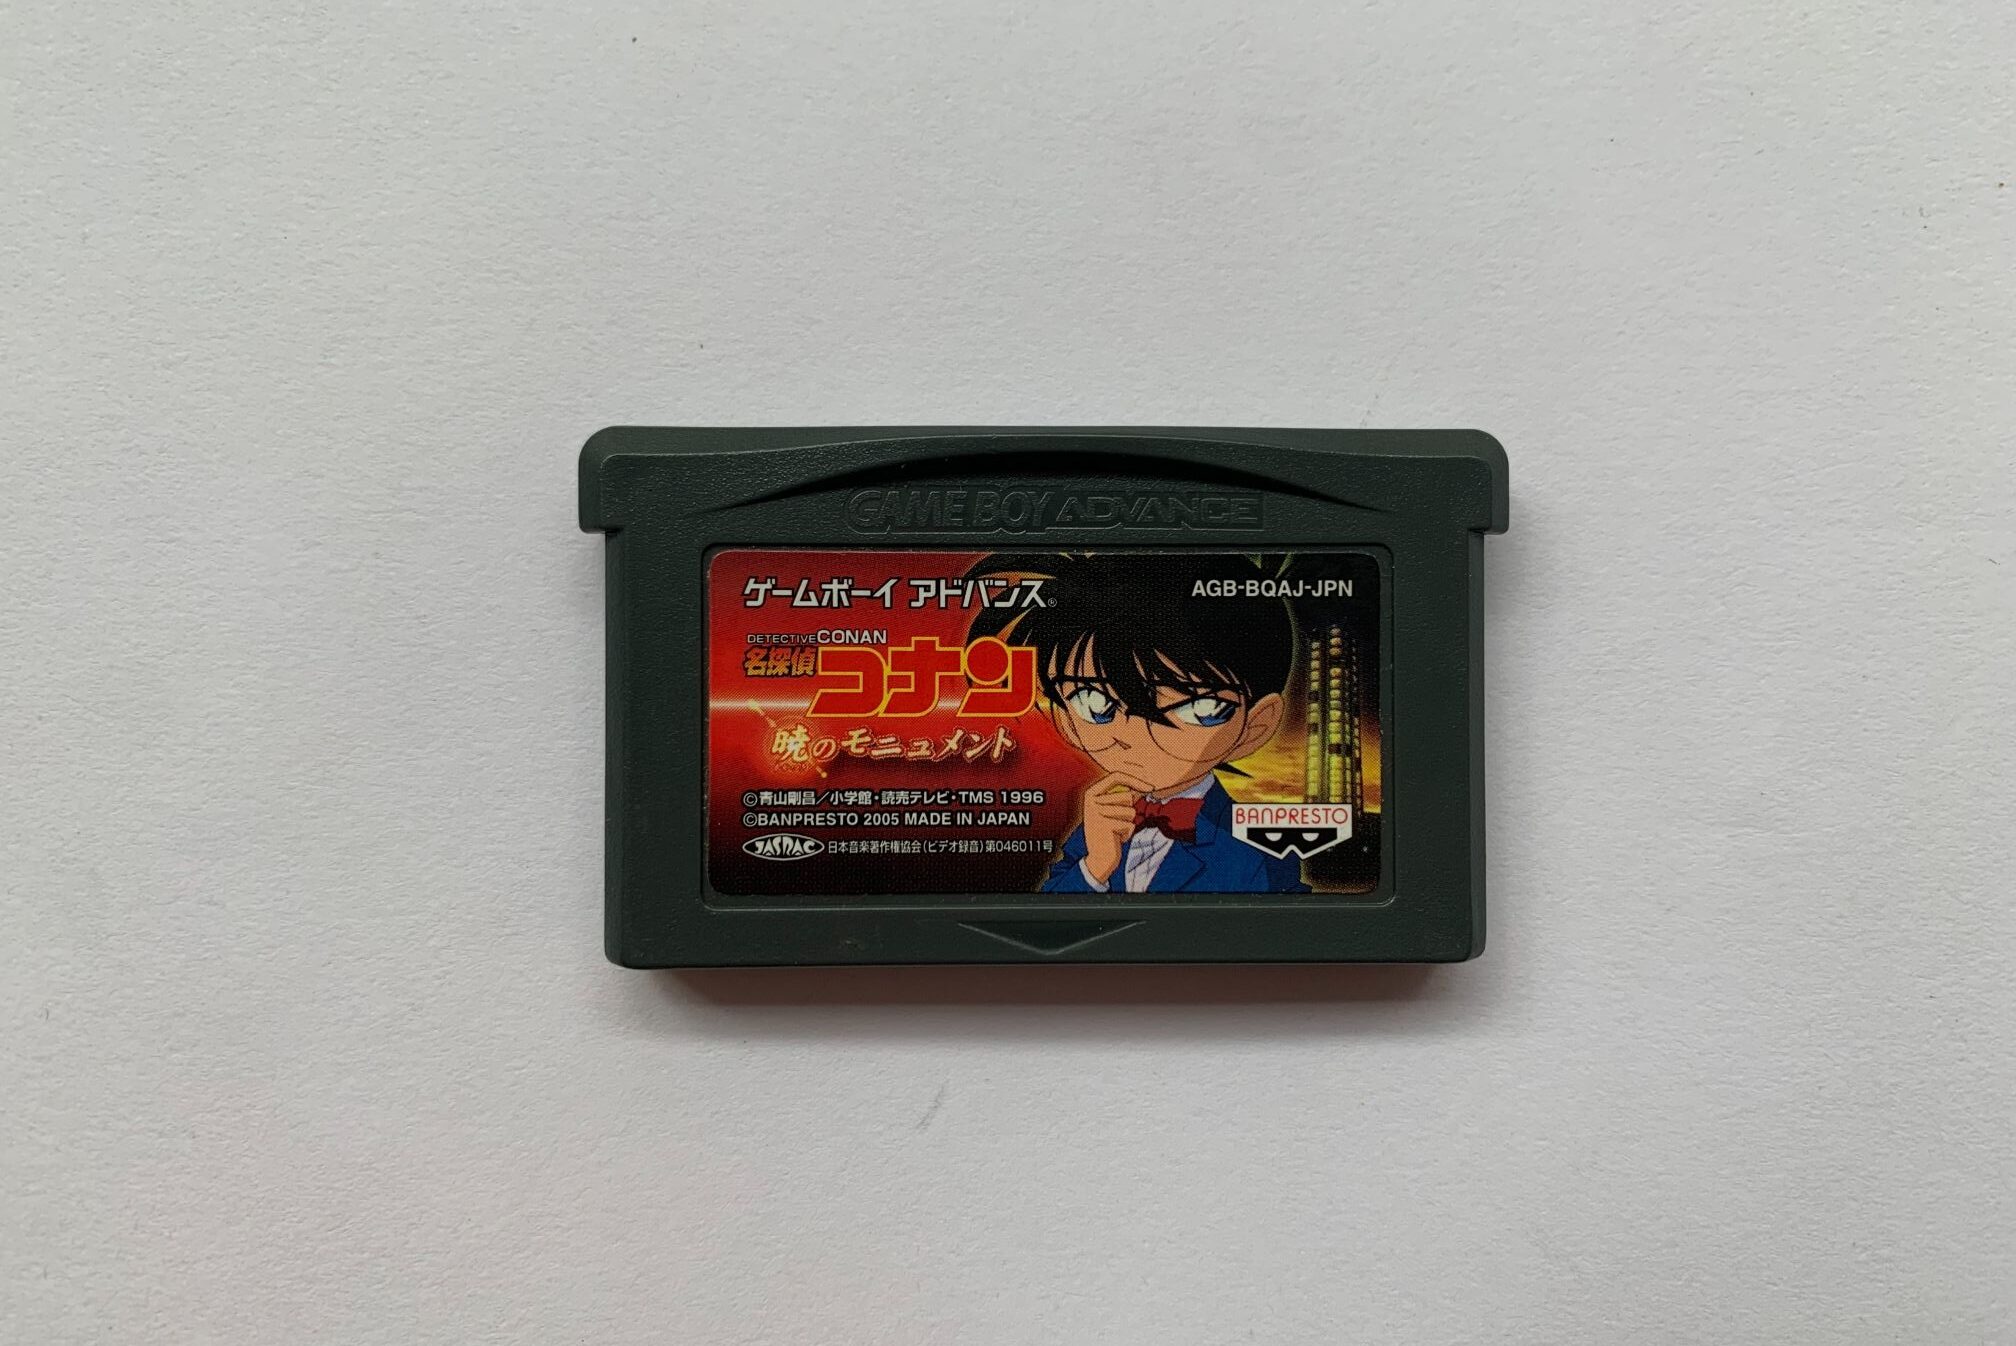 GAME BOY ADVANCE
ゲームボーイ アドバンス®
AGB-BQAJ-JPN
DETECTIVE CONAN
名探偵コナン
暁のモニュメント
©青山剛昌／小学館・読売テレビ・TMS 1996
©BANPRESTO 2005 MADE IN JAPAN
JASRAC 日本音楽著作権協会(ビデオ録音)第046011号
BANPRESTO